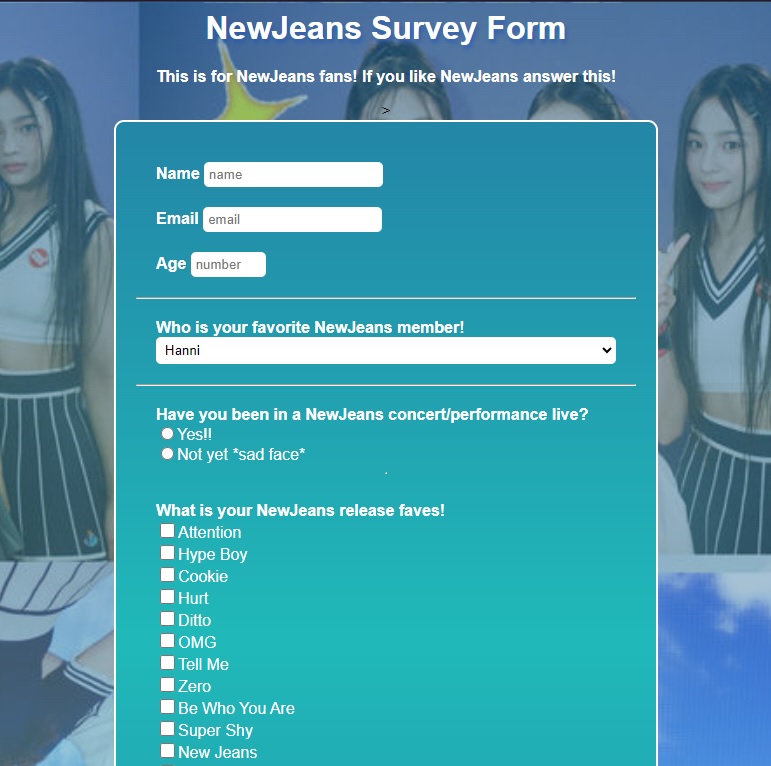 NewJeans Survey Form
This is for NewJeans fans! If you like NewJeans answer this!
>
Name name
Email email
Age number
Who is your favorite NewJeans member!
Hanni
Have you been in a NewJeans concert/performance live?
Yes!!
Not yet *sad face*
.
What is your NewJeans release faves!
Attention
Hype Boy
Cookie
Hurt
Ditto
OMG
Tell Me
Zero
Be Who You Are
Super Shy
New Jeans